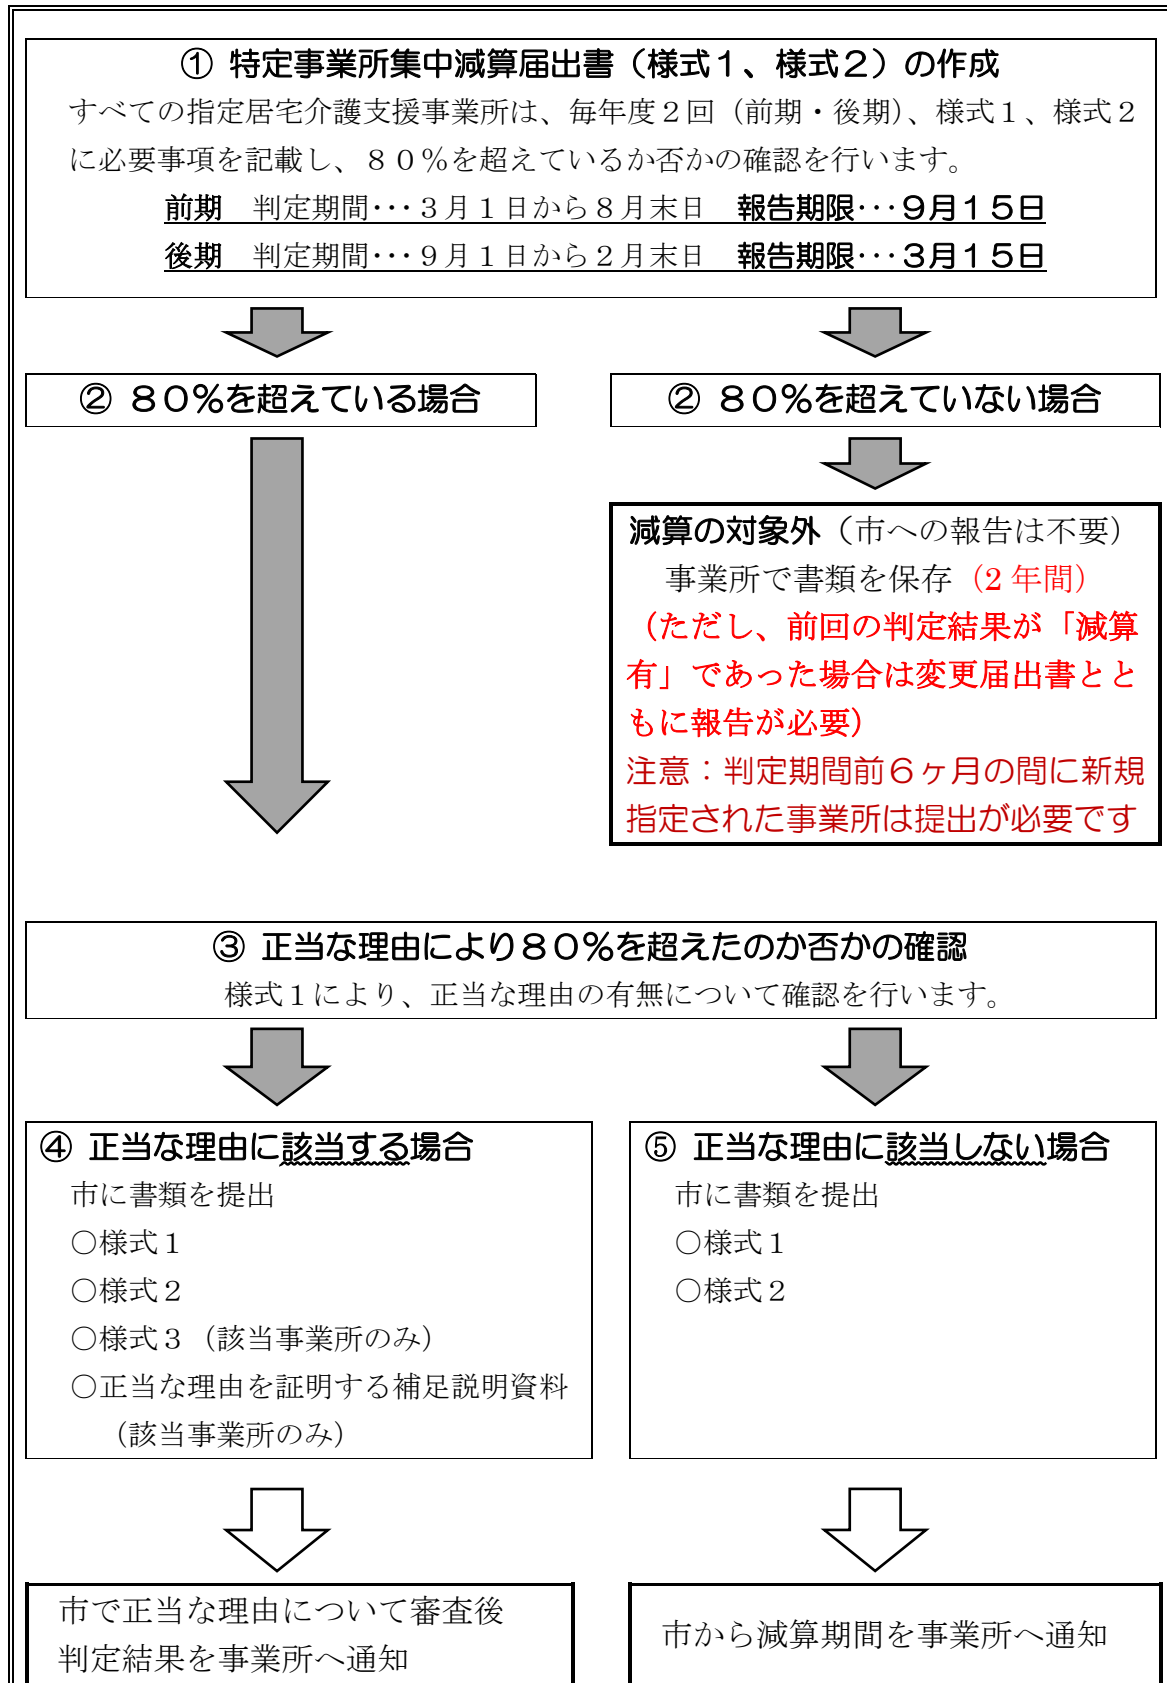 ① 特定事業所集中減算届出書（様式１、様式２）の作成
すべての指定居宅介護支援事業所は、毎年度２回（前期・後期）、様式１、様式２
に必要事項を記載し、８０％を超えているか否かの確認を行います。
前期　判定期間･･･３月１日から８月末日　報告期限･･･９月１５日
後期　判定期間･･･９月１日から２月末日　報告期限･･･３月１５日
② ８０％を超えている場合
② ８０％を超えていない場合
減算の対象外（市への報告は不要）
事業所で書類を保存（2 年間）
（ただし、前回の判定結果が「減算
有」であった場合は変更届出書とと
もに報告が必要）
注意：判定期間前６ヶ月の間に新規
指定された事業所は提出が必要です
③ 正当な理由により８０％を超えたのか否かの確認
様式１により、正当な理由の有無について確認を行います。
④ 正当な理由に該当する場合
市に書類を提出
○様式１
○様式２
○様式３（該当事業所のみ）
○正当な理由を証明する補足説明資料
（該当事業所のみ）
⑤ 正当な理由に該当しない場合
市に書類を提出
○様式１
○様式２
市で正当な理由について審査後
判定結果を事業所へ通知
市から減算期間を事業所へ通知